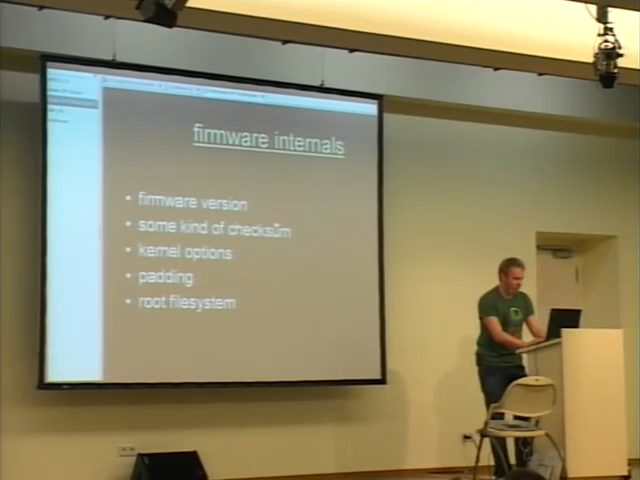 firmware internals
• firmware version
• some kind of checksum
• kernel options
• padding
• root filesystem